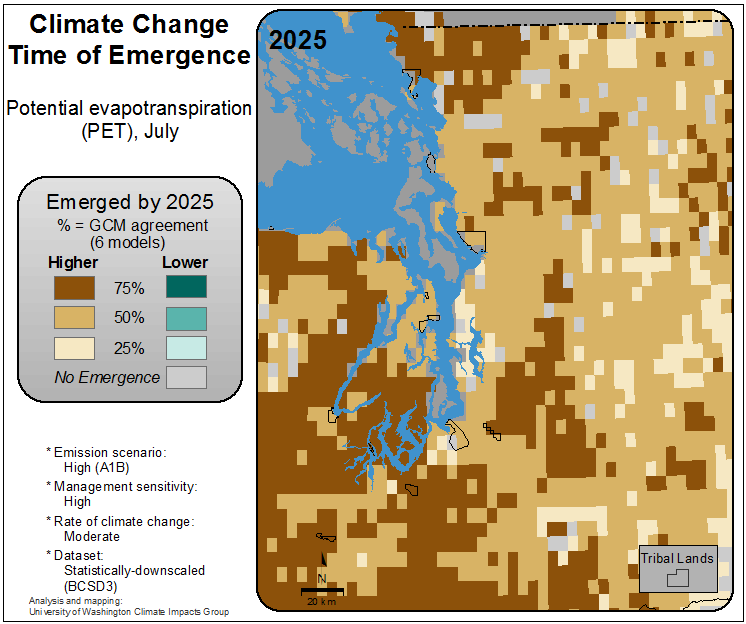 Climate Change
Time of Emergence
Potential evapotranspiration
(PET), July
Emerged by 2025
% = GCM agreement
(6 models)
Higher Lower
75%
50%
25%
No Emergence
* Emission scenario:
High (A1B)
* Management sensitivity:
High
* Rate of climate change:
Moderate
* Dataset:
Statistically-downscaled
(BCSD3)
Analysis and mapping:
University of Washington Climate Impacts Group
2025
N
20 km
Tribal Lands